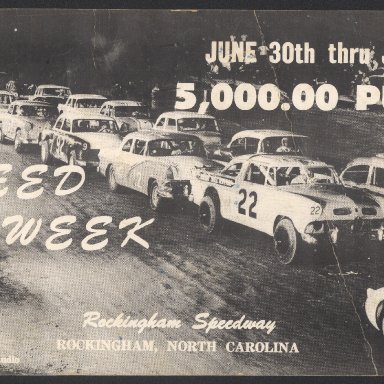 JUNE 30th thru
5,000.00
EED
WEEK
22
22
Rockingham Speedway
ROCKINGHAM, NORTH CAROLINA